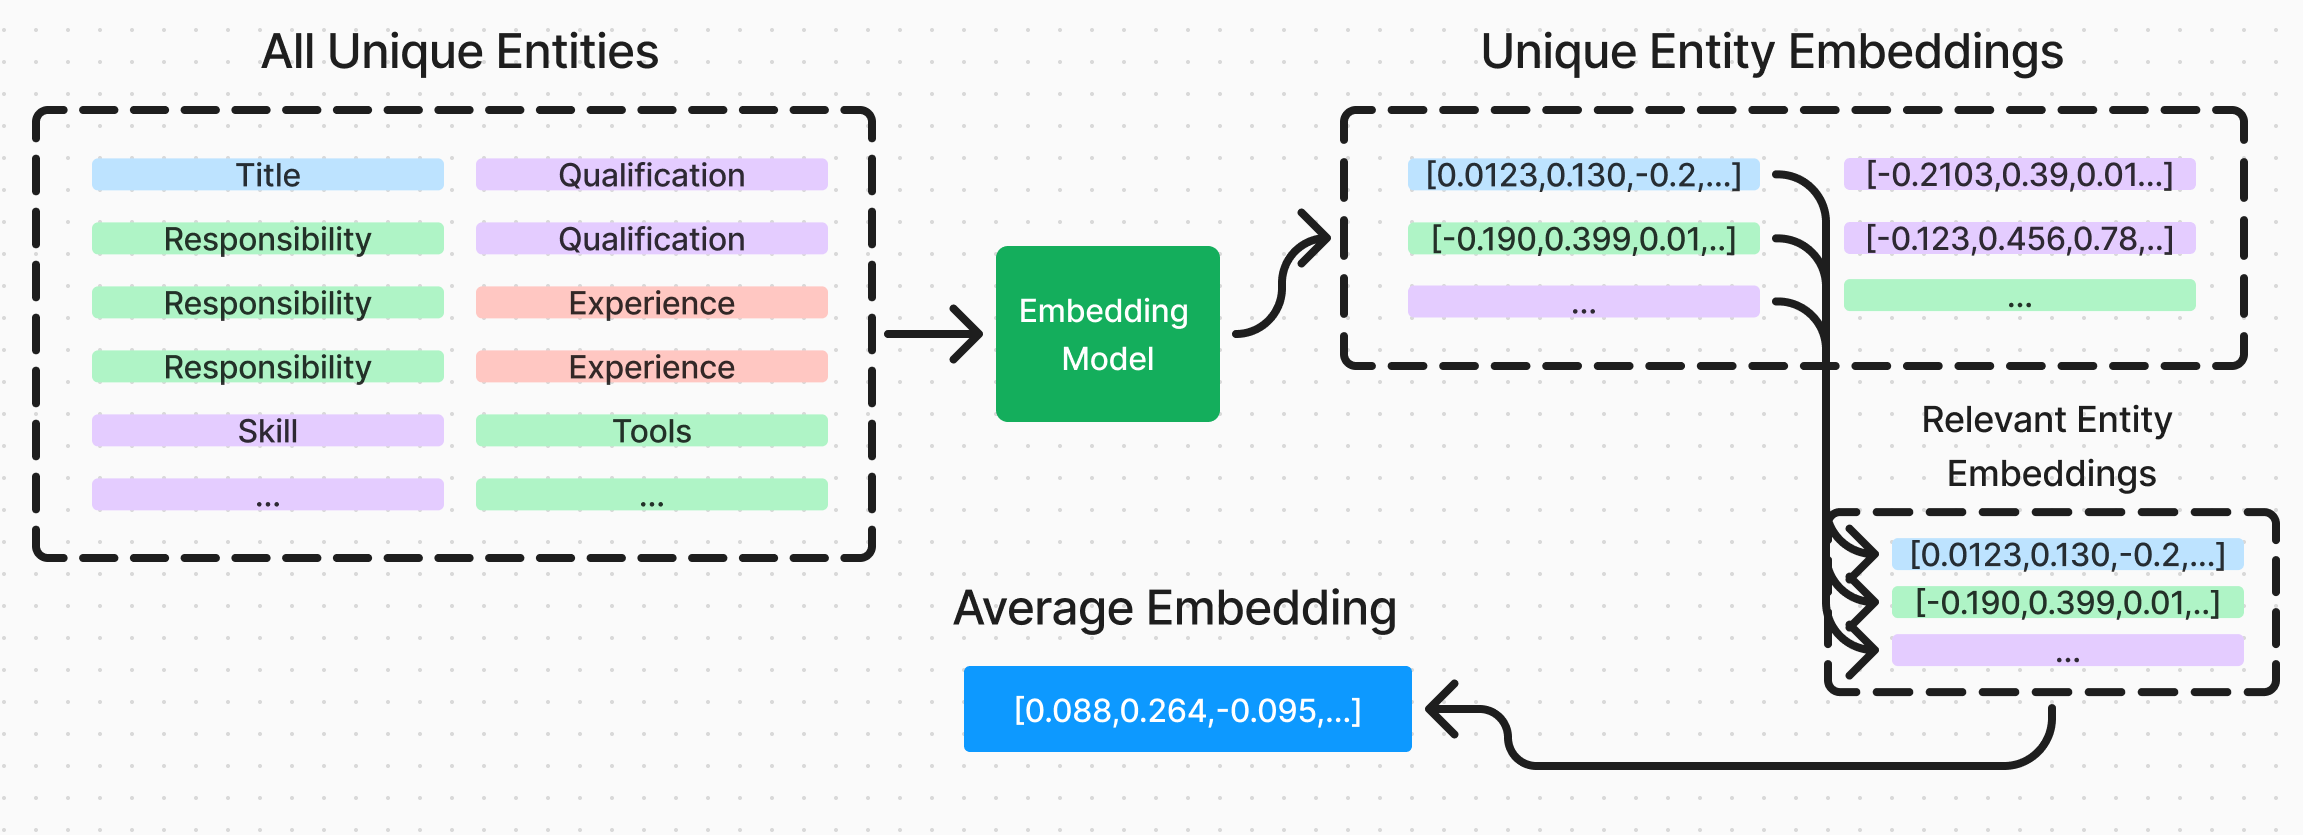 All Unique Entities
Title
Qualification
Responsibility
Qualification
Responsibility
Experience
Responsibility
Experience
Skill
Tools
...
...
Embedding
Model
Unique Entity Embeddings
[0.0123,0.130,-0.2,...]
[-0.2103,0.39,0.01...]
[-0.190,0.399,0.01,..]
[-0.123,0.456,0.78,..]
...
...
Relevant Entity
Embeddings
[0.0123,0.130,-0.2,...]
[-0.190,0.399,0.01,..]
...
Average Embedding
[0.088,0.264,-0.095,...]